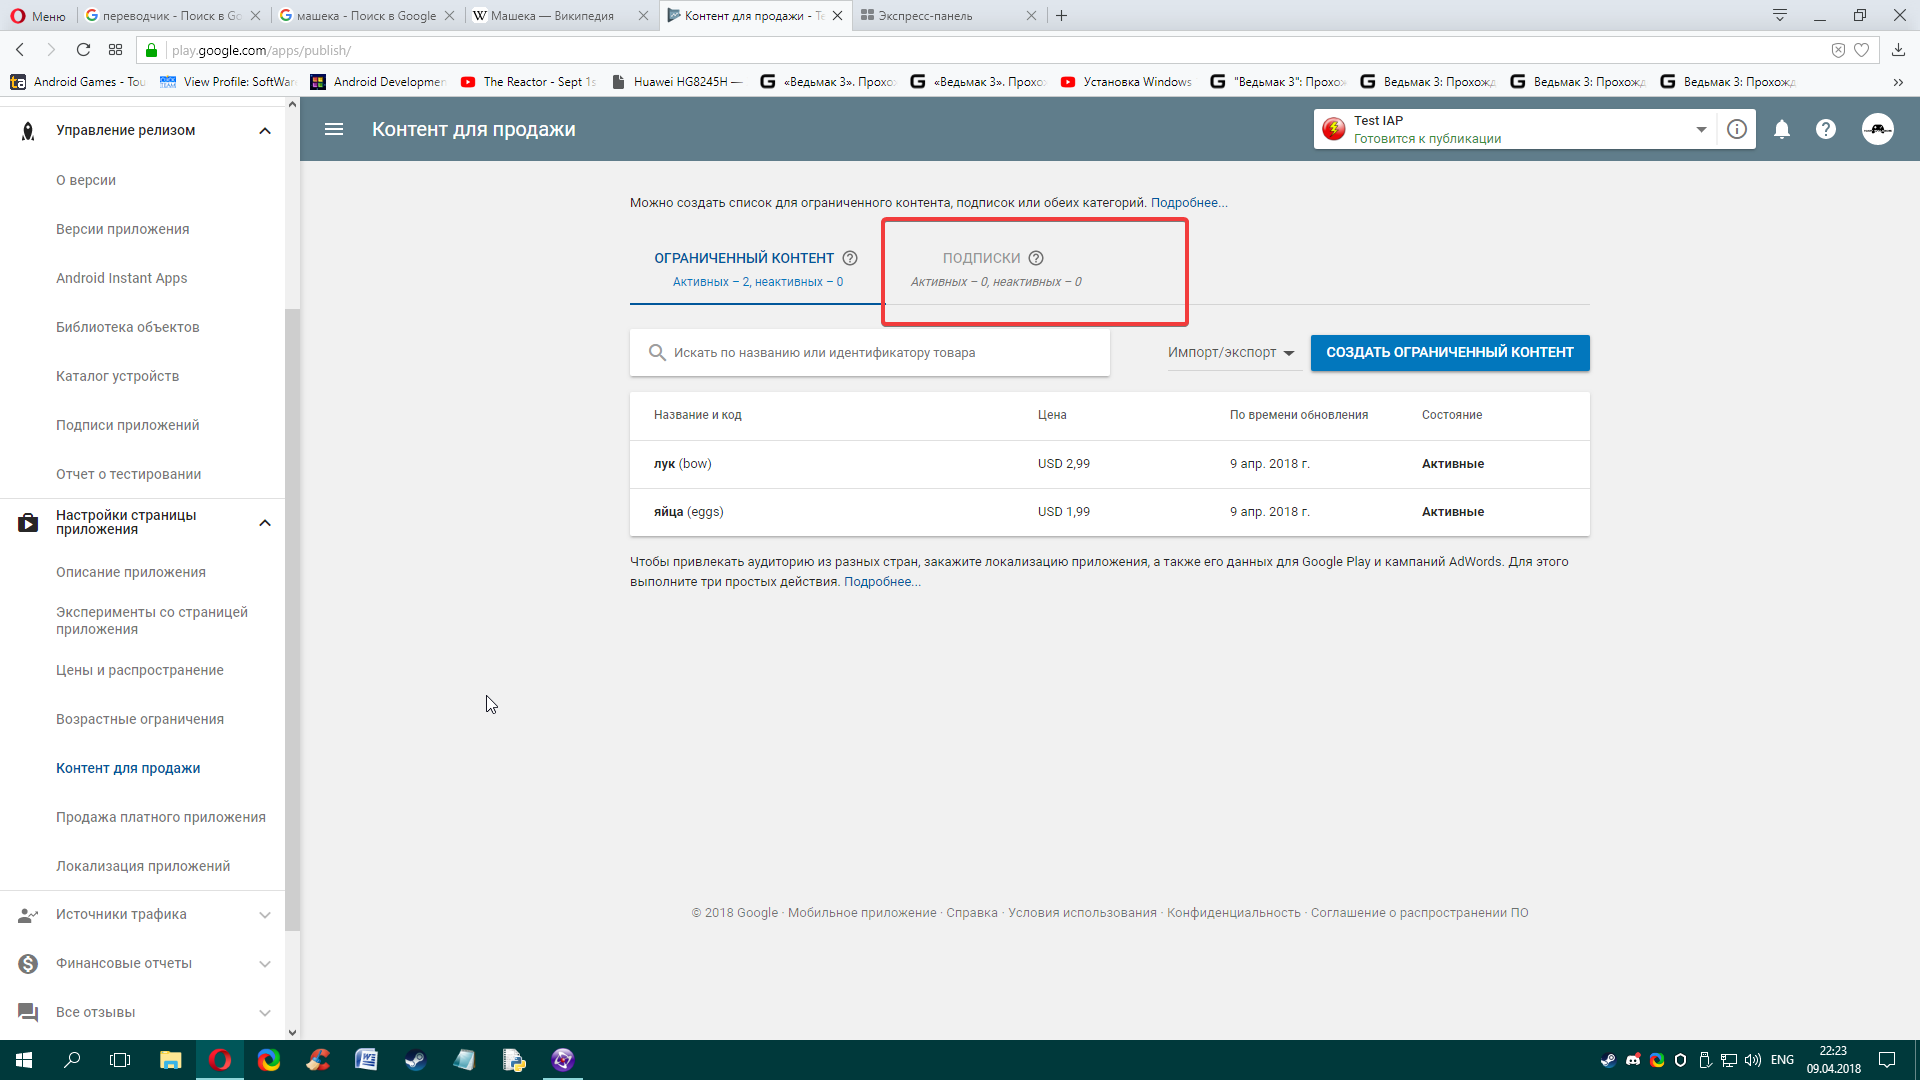 Меню
переводчик - Поиск в Go
машека - Поиск в Google
Машека — Википедия
Контент для продажи - Te
Экспресс-панель
play.google.com/apps/publish/
Android Games - Tou
View Profile: SoftWare
Android Developmen
The Reactor - Sept 1s
Huawei HG8245H —
«Ведьмак 3». Прохо
«Ведьмак 3». Прохо
Установка Windows
"Ведьмак 3": Прохож
Ведьмак 3: Прохожд
Ведьмак 3: Прохожд
Ведьмак 3: Прохожд
Управление релизом
О версии
Версии приложения
Android Instant Apps
Библиотека объектов
Каталог устройств
Подписи приложений
Отчет о тестировании
Настройки страницы
приложения
Описание приложения
Эксперименты со страницей
приложения
Цены и распространение
Возрастные ограничения
Контент для продажи
Продажа платного приложения
Локализация приложений
Источники трафика
Финансовые отчеты
Все отзывы
Контент для продажи
Test IAP
Готовится к публикации
Можно создать список для ограниченного контента, подписок или обеих категорий. Подробнее...
ОГРАНИЧЕННЫЙ КОНТЕНТ
Активных – 2, неактивных – 0
ПОДПИСКИ
Активных – 0, неактивных – 0
Искать по названию или идентификатору товара
Импорт/экспорт
СОЗДАТЬ ОГРАНИЧЕННЫЙ КОНТЕНТ
Название и код Цена По времени обновления Состояние
лук (bow) USD 2,99 9 апр. 2018 г. Активные
яйца (eggs) USD 1,99 9 апр. 2018 г. Активные
Чтобы привлекать аудиторию из разных стран, закажите локализацию приложения, а также его данных для Google Play и кампаний AdWords. Для этого
выполните три простых действия. Подробнее...
© 2018 Google · Мобильное приложение · Справка · Условия использования · Конфиденциальность · Соглашение о распространении ПО
ENG
22:23
09.04.2018